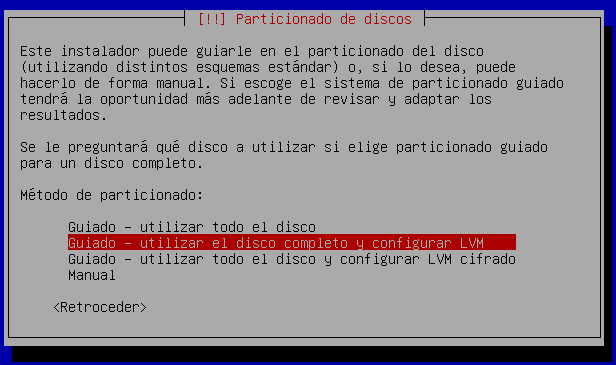 [!!] Particionado de discos
Este instalador puede guiarle en el particionado del disco
(utilizando distintos esquemas estándar) o, si lo desea, puede
hacerlo de forma manual. Si escoge el sistema de particionado guiado
tendrá la oportunidad más adelante de revisar y adaptar los
resultados.
Se le preguntará qué disco a utilizar si elige particionado guiado
para un disco completo.
Método de particionado:
Guiado - utilizar todo el disco
Guiado - utilizar el disco completo y configurar LVM
Guiado - utilizar todo el disco y configurar LVM cifrado
Manual
<Retroceder>